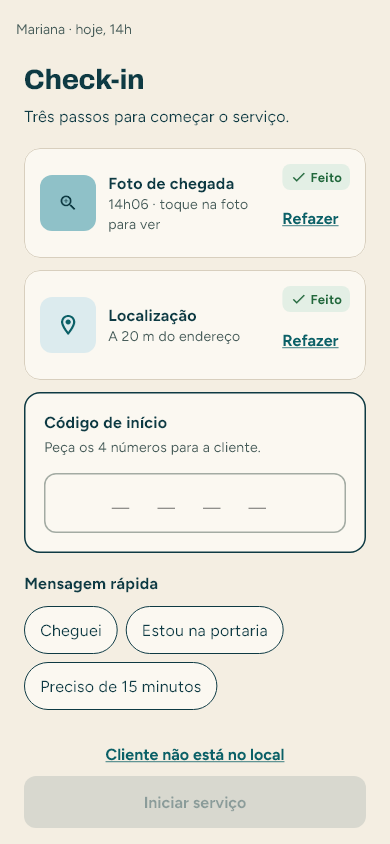 Mariana · hoje, 14h
Check-in
Três passos para começar o serviço.
Foto de chegada
14h06 · toque na foto
para ver
Feito
Refazer
Localização
A 20 m do endereço
Feito
Refazer
Código de início
Peça os 4 números para a cliente.
— — — —
Mensagem rápida
Cheguei
Estou na portaria
Preciso de 15 minutos
Cliente não está no local
Iniciar serviço